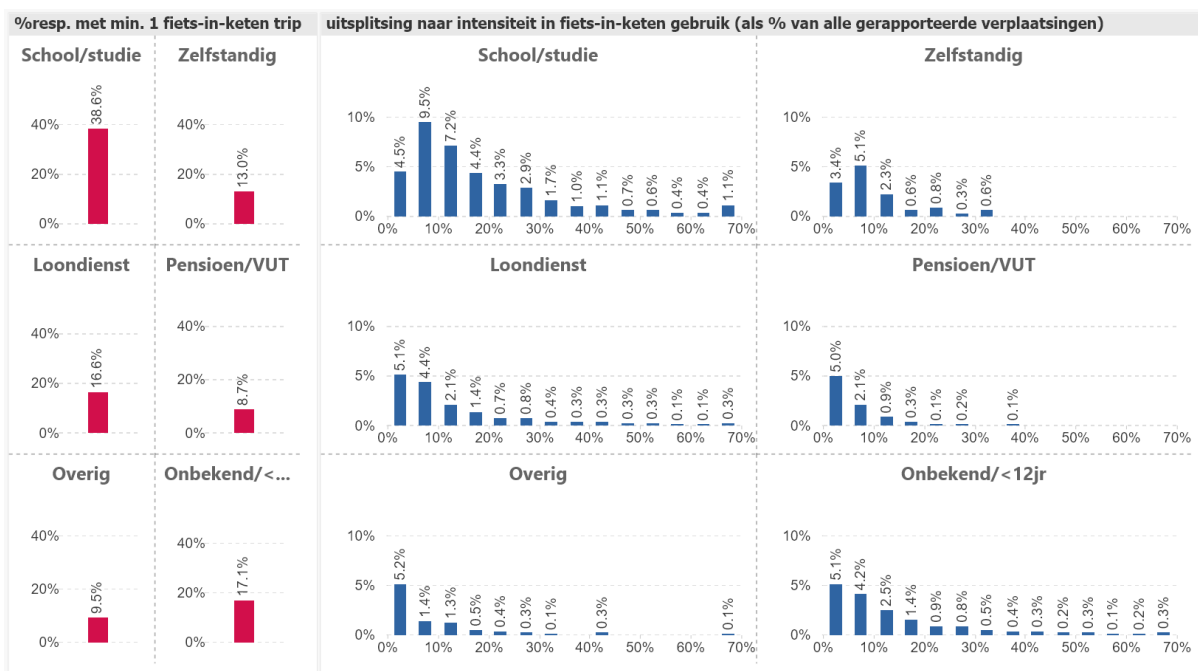 %resp. met min. 1 fiets-in-keten trip
uitsplitsing naar intensiteit in fiets-in-keten gebruik (als % van alle gerapporteerde verplaatsingen)
School/studie
40%
20%
0%
38.6%
Zelfstandig
40%
20%
0%
13.0%
School/studie
10%
5%
0%
4.5% 9.5% 7.2% 4.4% 3.3% 2.9% 1.7% 1.0% 1.1% 0.7% 0.6% 0.4% 0.4% 1.1%
0% 10% 20% 30% 40% 50% 60% 70%
Zelfstandig
10%
5%
0%
3.4% 5.1% 2.3% 0.6% 0.8% 0.3% 0.6%
0% 10% 20% 30% 40% 50% 60% 70%
Loondienst
40%
20%
0%
16.6%
Pensioen/VUT
40%
20%
0%
8.7%
Loondienst
10%
5%
0%
5.1% 4.4% 2.1% 1.4% 0.7% 0.8% 0.4% 0.3% 0.3% 0.3% 0.3% 0.1% 0.1% 0.3%
0% 10% 20% 30% 40% 50% 60% 70%
Pensioen/VUT
10%
5%
0%
5.0% 2.1% 0.9% 0.3% 0.1% 0.2% 0.1%
0% 10% 20% 30% 40% 50% 60% 70%
Overig
40%
20%
0%
9.5%
Onbekend/<...
40%
20%
0%
17.1%
Overig
10%
5%
0%
5.2% 1.4% 1.3% 0.5% 0.4% 0.3% 0.1% 0.3% 0.1%
0% 10% 20% 30% 40% 50% 60% 70%
Onbekend/<12jr
10%
5%
0%
5.1% 4.2% 2.5% 1.4% 0.9% 0.8% 0.5% 0.4% 0.3% 0.2% 0.3% 0.1% 0.2% 0.3%
0% 10% 20% 30% 40% 50% 60% 70%